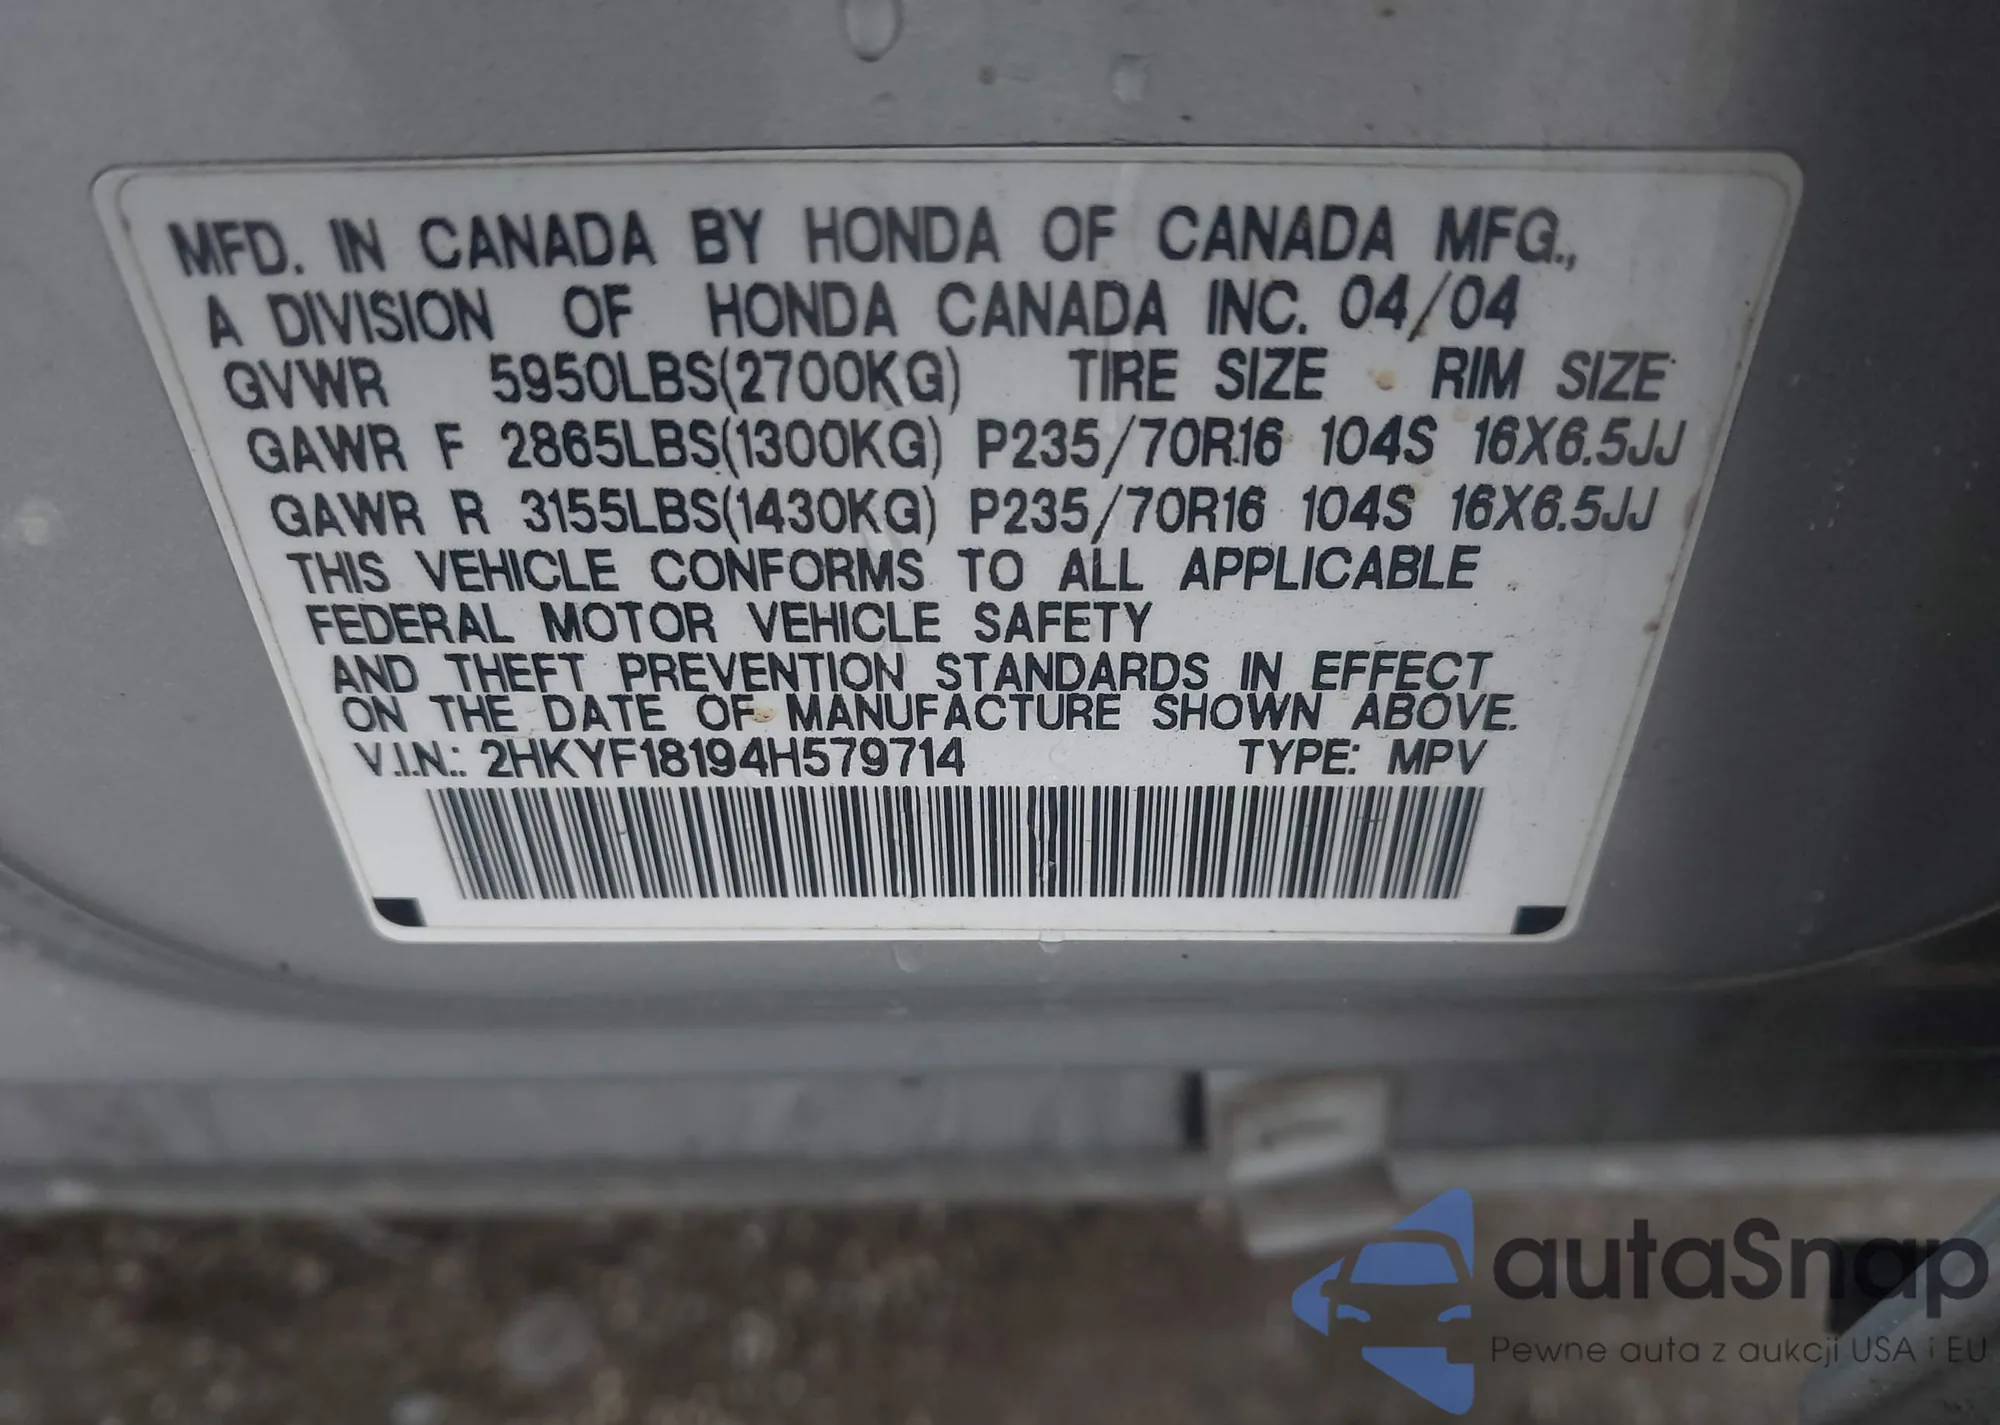 MFD. IN CANADA BY HONDA OF CANADA MFG.,
A DIVISION OF HONDA CANADA INC. 04/04
GVWR 5950LBS(2700KG) TIRE SIZE RIM SIZE
GAWR F 2865LBS(1300KG) P235/70R16 104S 16X6.5JJ
GAWR R 3155LBS(1430KG) P235/70R16 104S 16X6.5JJ
THIS VEHICLE CONFORMS TO ALL APPLICABLE
FEDERAL MOTOR VEHICLE SAFETY
AND THEFT PREVENTION STANDARDS IN EFFECT
ON THE DATE OF MANUFACTURE SHOWN ABOVE.
V.I.N.: 2HKYF18194H579714 TYPE: MPV
autaSnap
Pewne auta z aukcji USA i EU